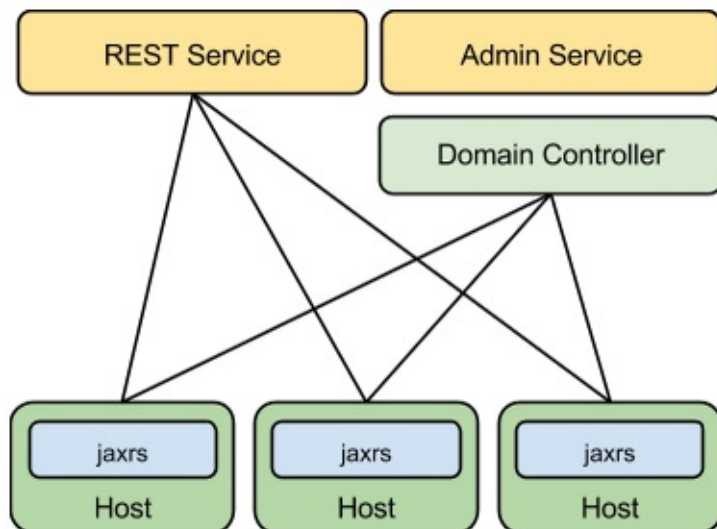 REST Service
Admin Service
Domain Controller
jaxrs
jaxrs
jaxrs
Host
Host
Host